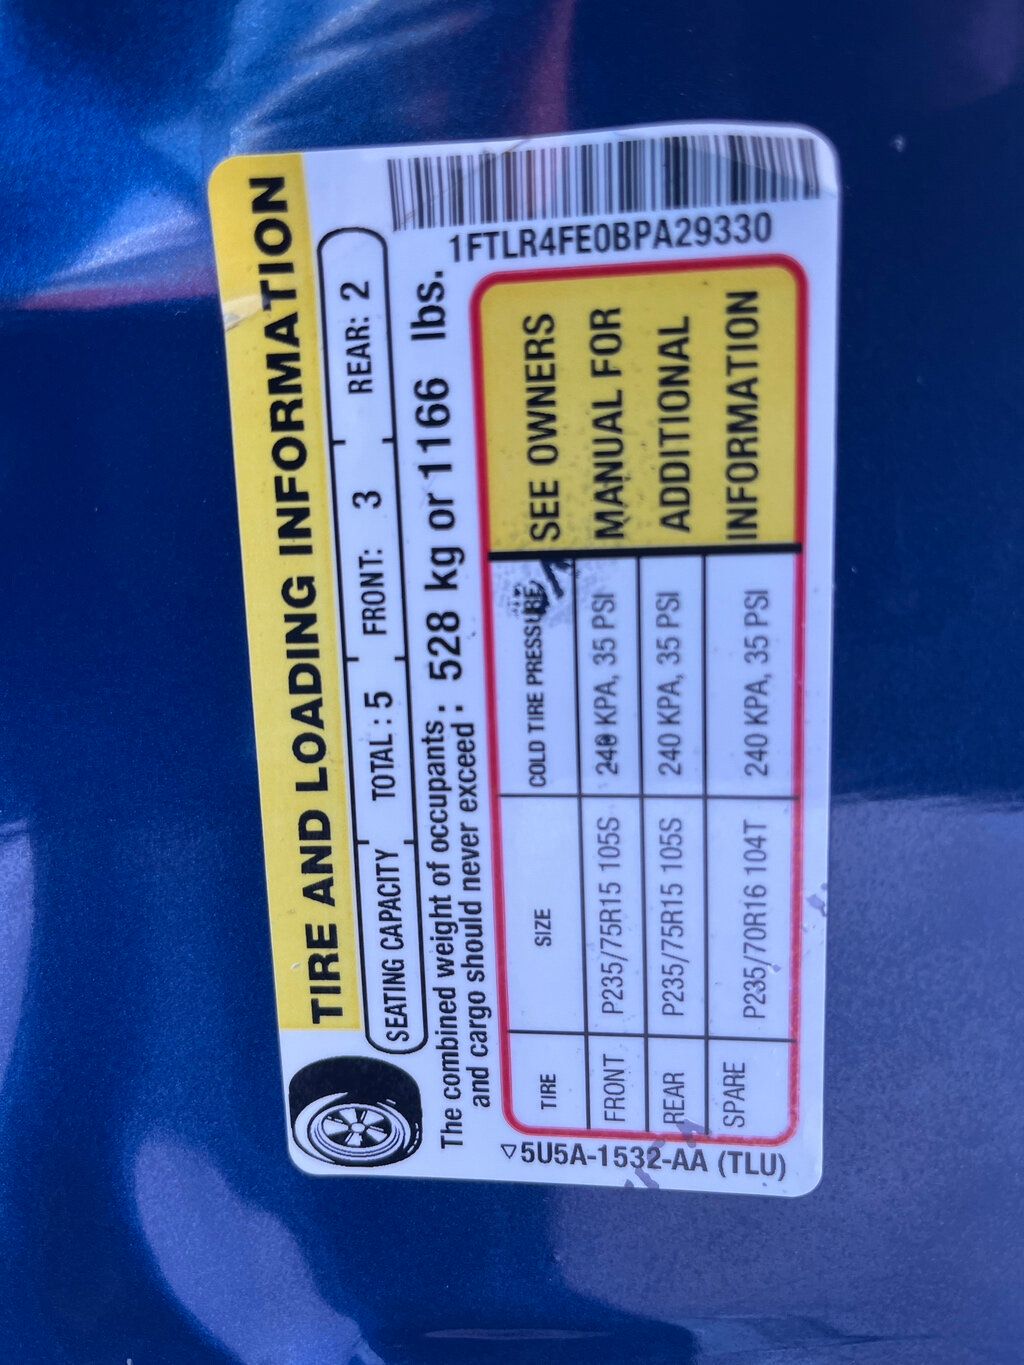 TIRE AND LOADING INFORMATION
SEATING CAPACITY TOTAL : 5 FRONT: 3 REAR: 2
The combined weight of occupants : 528 kg or 1166 lbs.
and cargo should never exceed :
1FTLR4FE0BPA29330
TIRE SIZE COLD TIRE PRESSURE
FRONT P235/75R15 105S 240 KPA, 35 PSI
REAR P235/75R15 105S 240 KPA, 35 PSI
SPARE P235/70R16 104T 240 KPA, 35 PSI
SEE OWNERS
MANUAL FOR
ADDITIONAL
INFORMATION
5U5A-1532-AA (TLU)